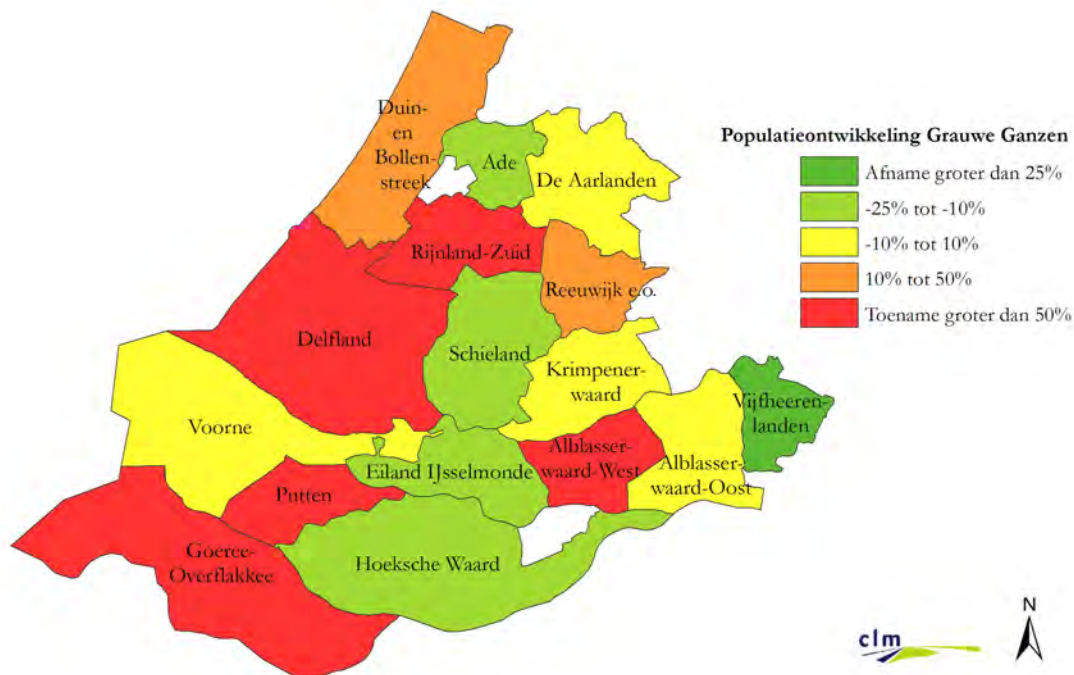 Duin-
en
Bollen-
streek
Ade
De Aarlanden
Rijnland-Zuid
Reeuwijk e.o.
Delfland
Schieland
Krimpener-
waard
Vijfheeren-
landen
Voorne
Alblasser-
waard-West
Alblasser-
waard-Oost
Eiland IJsselmonde
Putten
Goeree-
Overflakkee
Hoeksche Waard
Populatieontwikkeling Grauwe Ganzen
Afname groter dan 25%
-25% tot -10%
-10% tot 10%
10% tot 50%
Toename groter dan 50%
clm
N